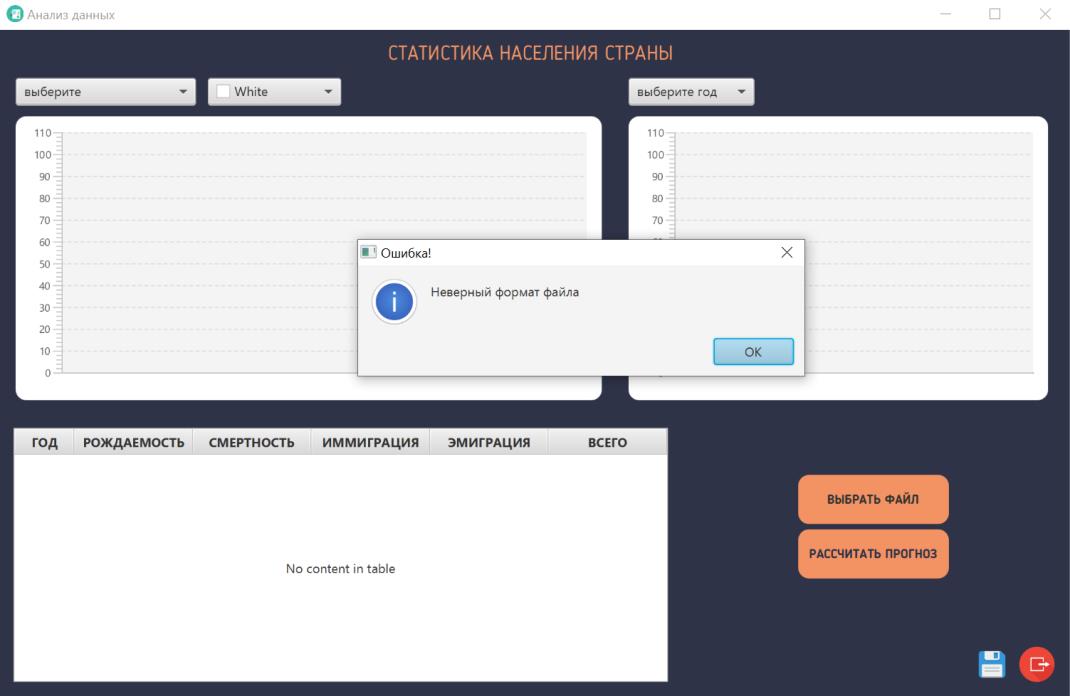 Анализ данных
СТАТИСТИКА НАСЕЛЕНИЯ СТРАНЫ
выберите
White
выберите год
110
100
90
80
70
60
50
40
30
20
10
0
110
100
90
80
70
Ошибка!
Неверный формат файла
OK
ГОД РОЖДАЕМОСТЬ СМЕРТНОСТЬ ИММИГРАЦИЯ ЭМИГРАЦИЯ ВСЕГО
No content in table
ВЫБРАТЬ ФАЙЛ
РАССЧИТАТЬ ПРОГНОЗ